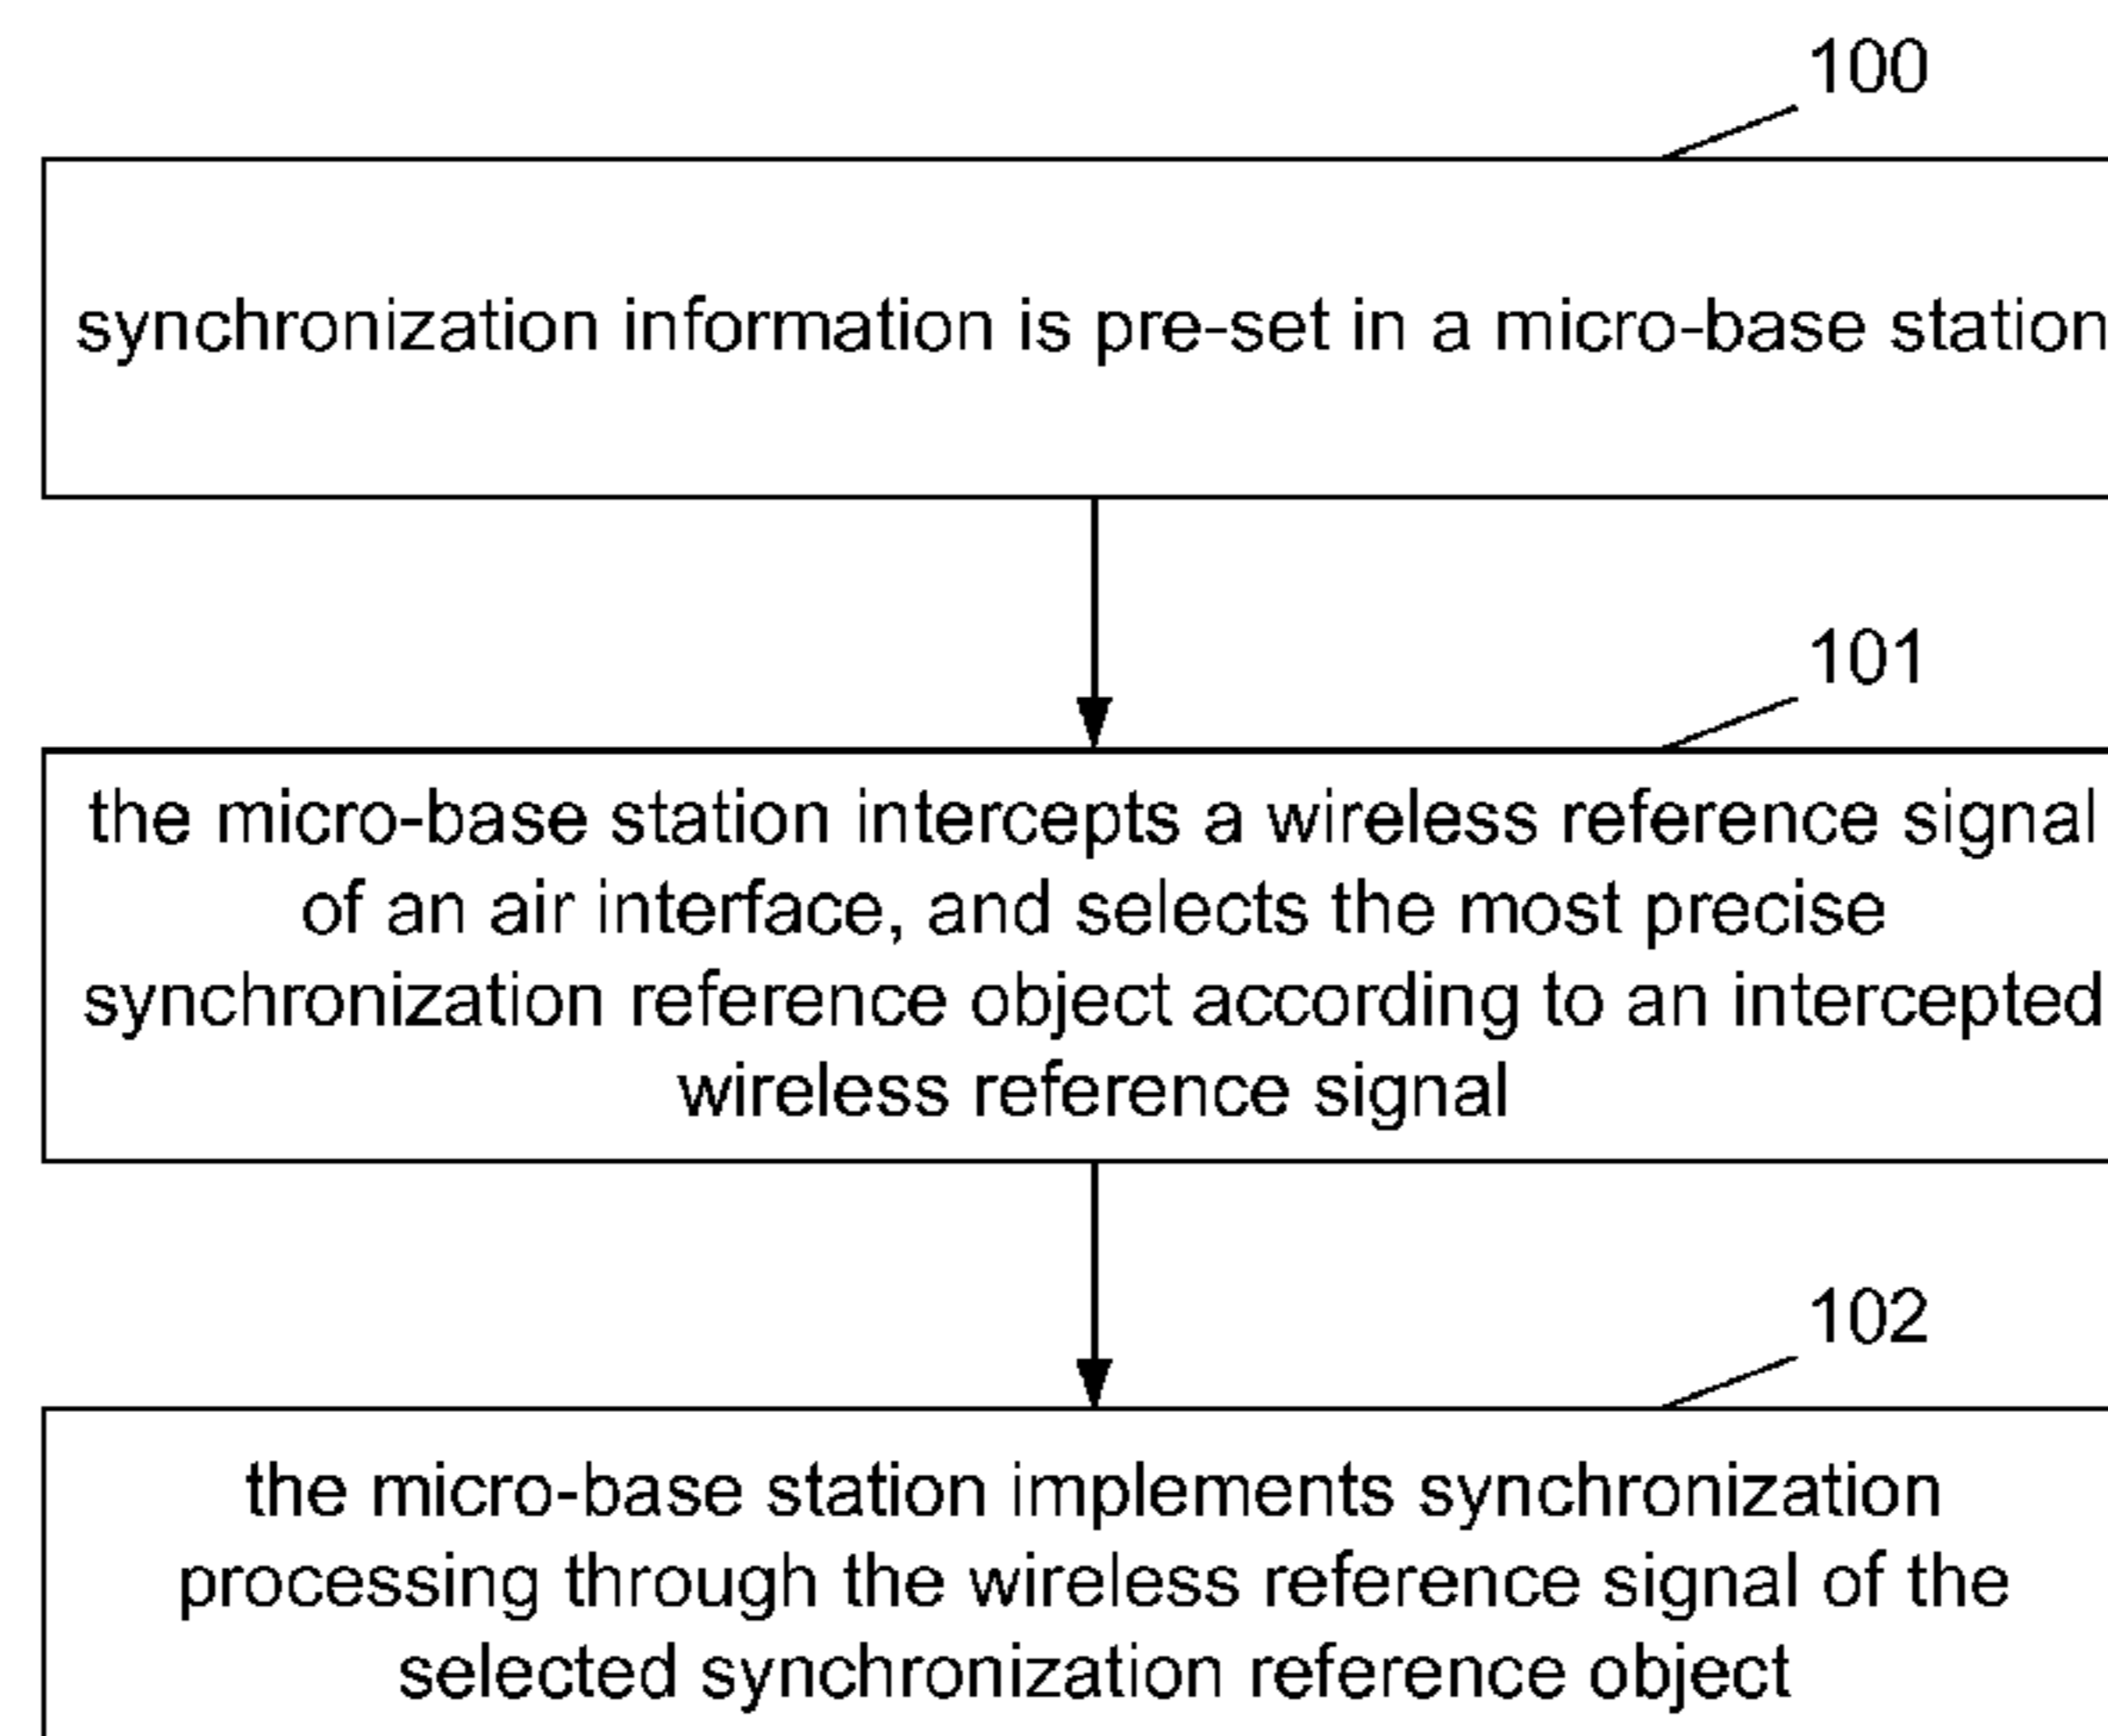 100
synchronization information is pre-set in a micro-base station
101
the micro-base station intercepts a wireless reference signal
of an air interface, and selects the most precise
synchronization reference object according to an intercepted
wireless reference signal
102
the micro-base station implements synchronization
processing through the wireless reference signal of the
selected synchronization reference object